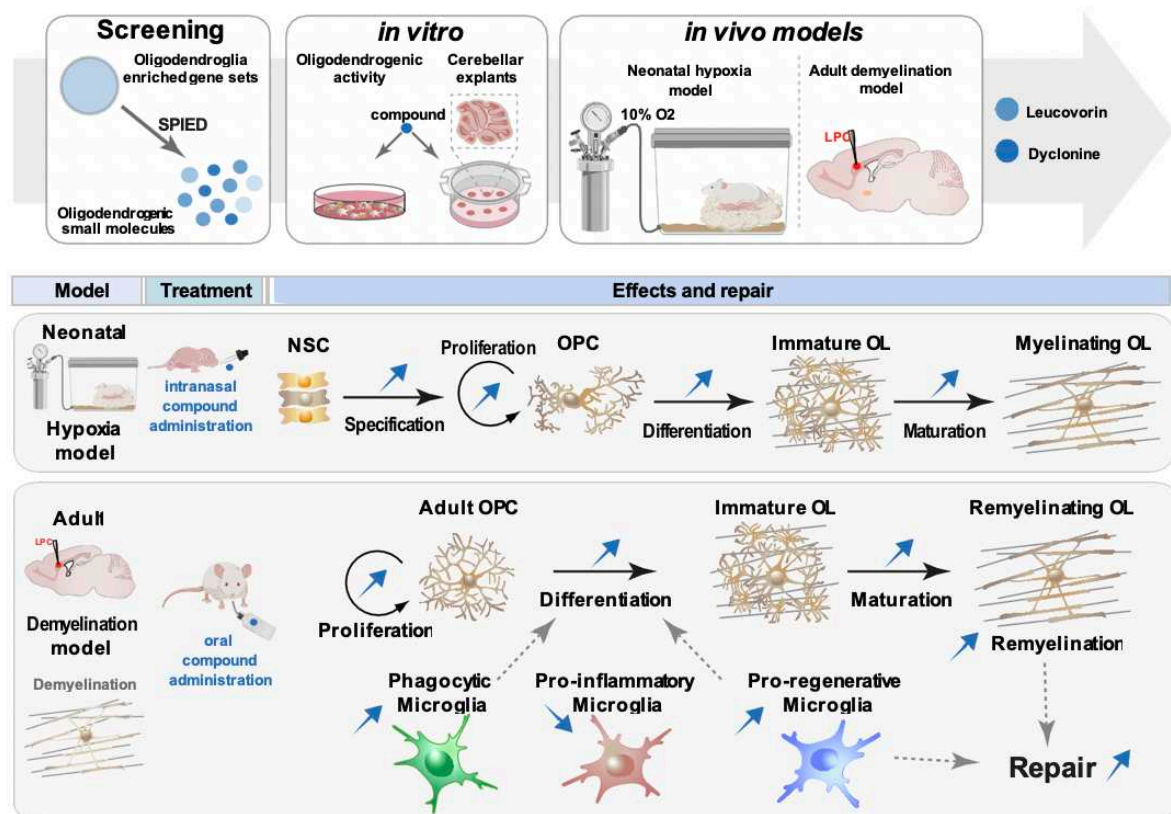 Screening
Oligodendroglia
enriched gene sets
SPIED
Oligodendrogenic
small molecules
in vitro
Oligodendrogenic
activity
Cerebellar
explants
compound
in vivo models
Neonatal hypoxia
model
10% O2
Adult demyelination
model
LPC
Leucovorin
Dyclonine
Model
Treatment
Effects and repair
Neonatal
Hypoxia
model
intranasal
compound
administration
NSC
Specification
Proliferation
OPC
Differentiation
Immature OL
Maturation
Myelinating OL
Adult
LPC
Demyelination
model
Demyelination
oral
compound
administration
Proliferation
Adult OPC
Differentiation
Immature OL
Maturation
Remyelinating OL
Remyelination
Phagocytic
Microglia
Pro-inflammatory
Microglia
Pro-regenerative
Microglia
Repair